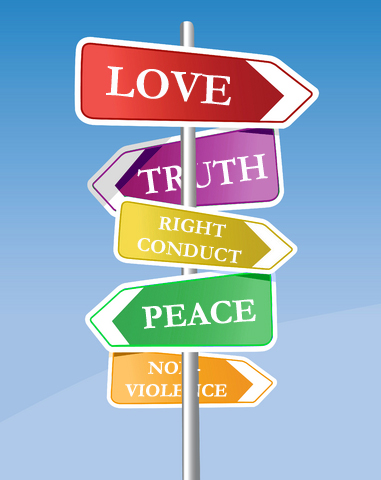 LOVE
TRUTH
RIGHT
CONDUCT
PEACE
NON-
VIOLENCE